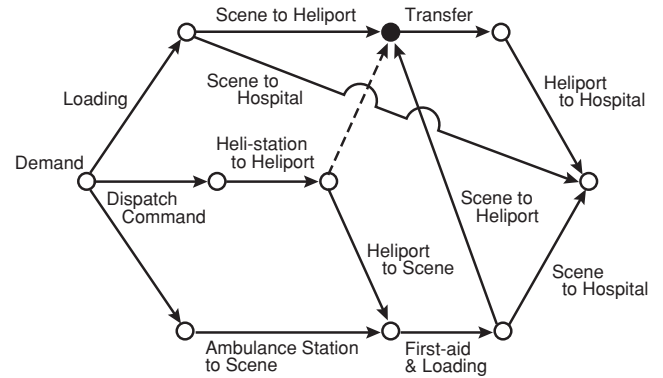 Scene to Heliport
Transfer
Scene to
Hospital
Heliport
to Hospital
Loading
Heli-station
to Heliport
Demand
Dispatch
Command
Scene to
Heliport
Heliport
to Scene
Scene
to Hospital
Ambulance Station
to Scene
First-aid
& Loading